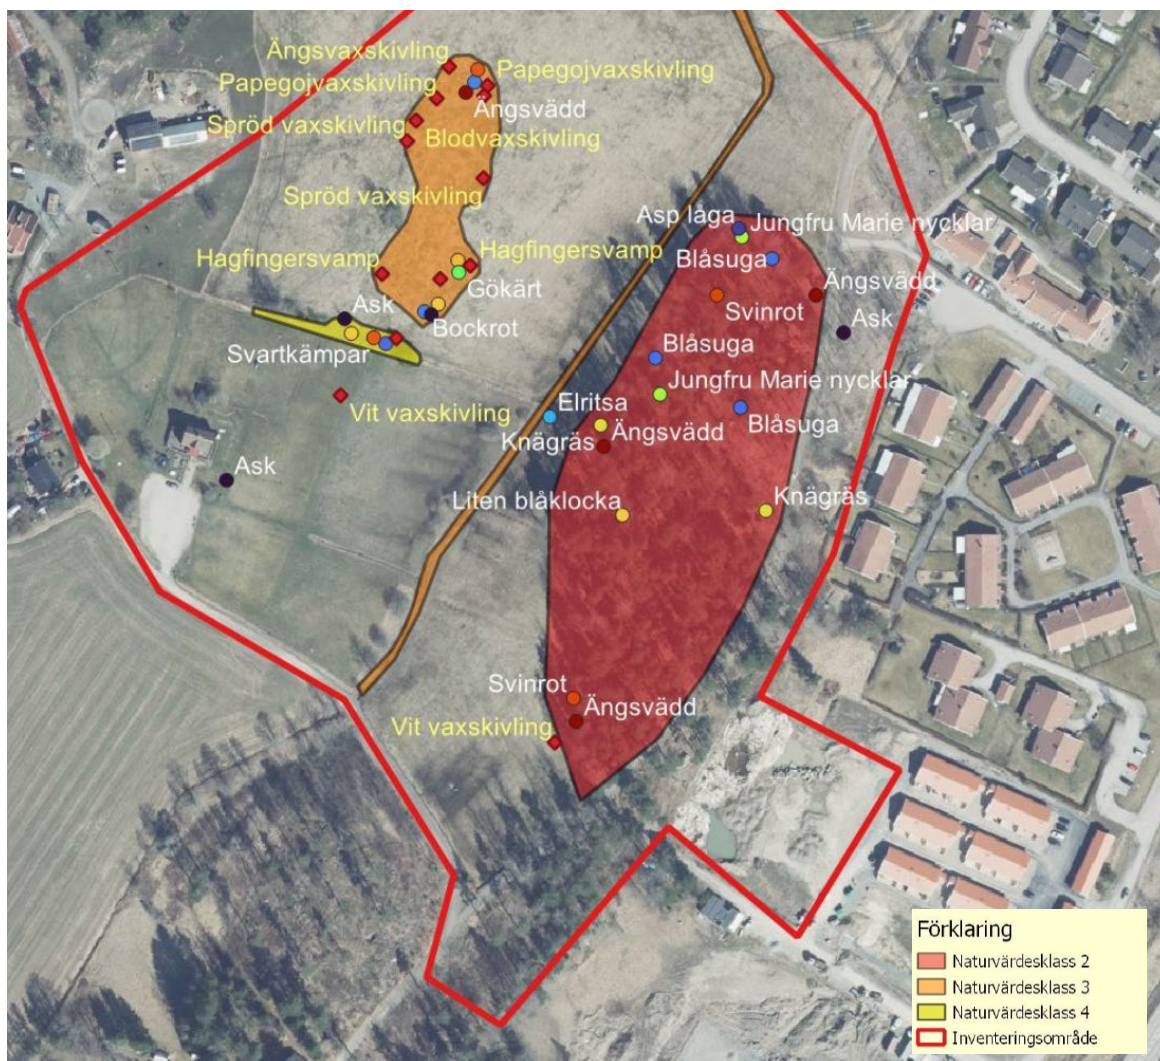 Ängsvaxskivling
Papegojvaxskivling
Papegojvaxskivling
Ängsvädd
Spröd vaxskivling
Blodvaxskivling
Spröd vaxskivling
Hagfingersvamp
Hagfingersvamp
Gökärt
Ask
Bockrot
Svartkämpar
Vit vaxskivling
Ask
Asp låga
Jungfru Marie nycklar
Blåsuga
Ängsvädd
Svinrot
Ask
Blåsuga
Jungfru Marie nycklar
Elritsa
Blåsuga
Knägräs
Ängsvädd
Liten blåklocka
Knägräs
Svinrot
Ängsvädd
Vit vaxskivling
Förklaring
Naturvärdesklass 2
Naturvärdesklass 3
Naturvärdesklass 4
Inventeringsområde